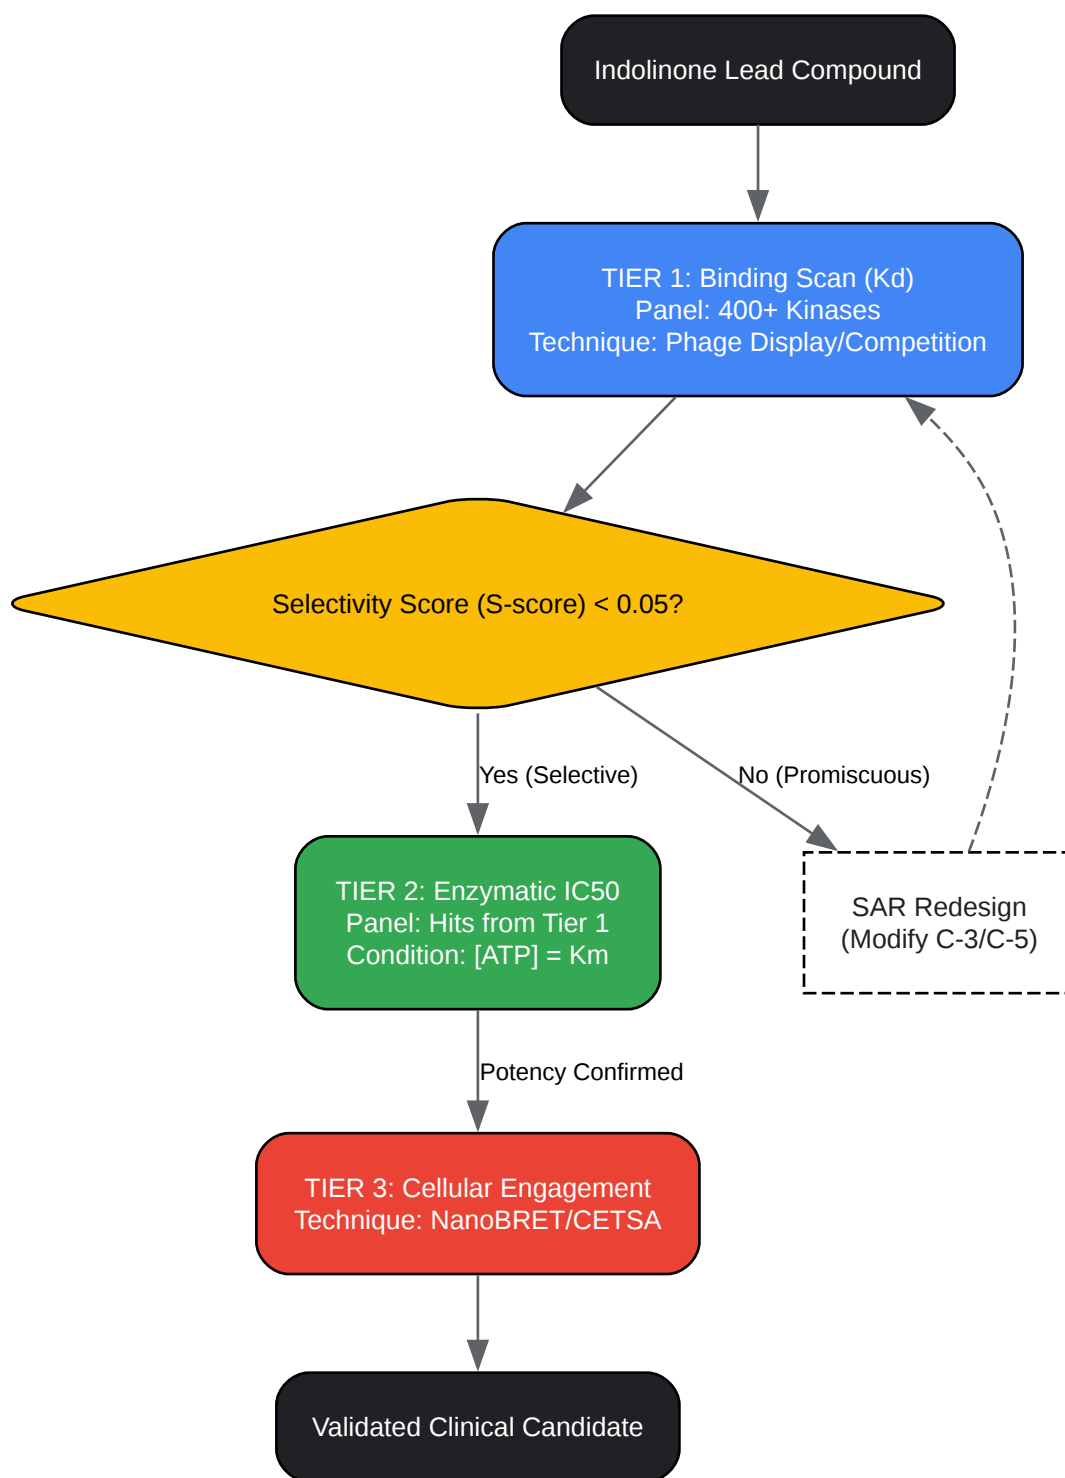 Indolinone Lead Compound
TIER 1: Binding Scan (Kd)
Panel: 400+ Kinases
Technique: Phage Display/Competition
Selectivity Score (S-score) < 0.05?
Yes (Selective)
No (Promiscuous)
TIER 2: Enzymatic IC50
Panel: Hits from Tier 1
Condition: [ATP] = Km
SAR Redesign
(Modify C-3/C-5)
Potency Confirmed
TIER 3: Cellular Engagement
Technique: NanoBRET/CETSA
Validated Clinical Candidate